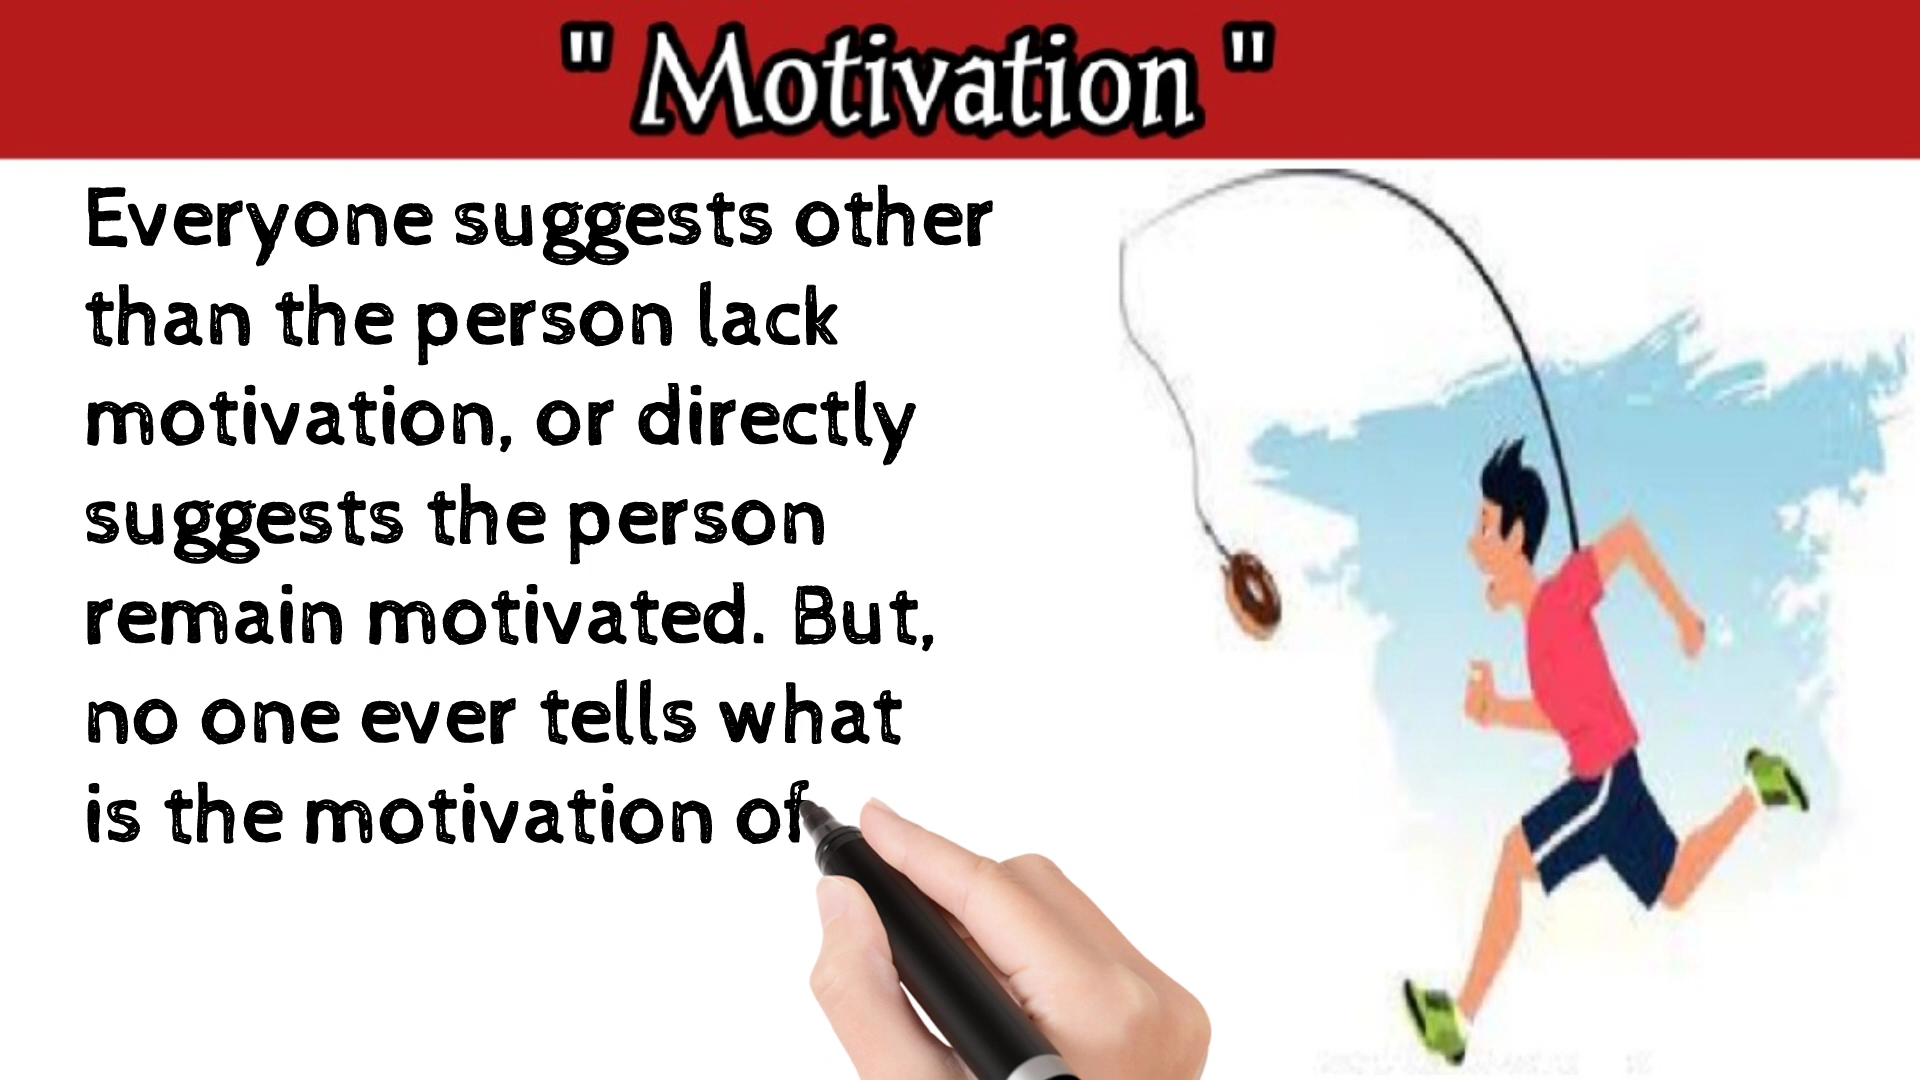 " Motivation "
Everyone suggests other
than the person lack
motivation, or directly
suggests the person
remain motivated. But,
no one ever tells what
is the motivation of